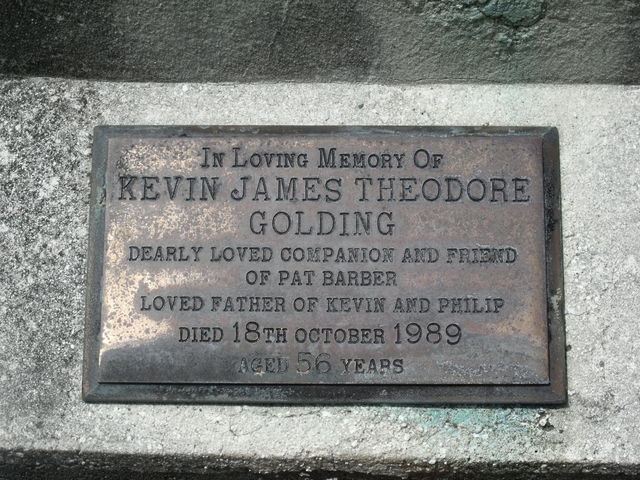 In Loving Memory Of
KEVIN JAMES THEODORE
GOLDING
DEARLY LOVED COMPANION AND FRIEND
OF PAT BARBER
LOVED FATHER OF KEVIN AND PHILIP
DIED 18TH OCTOBER 1989
AGED 56 YEARS